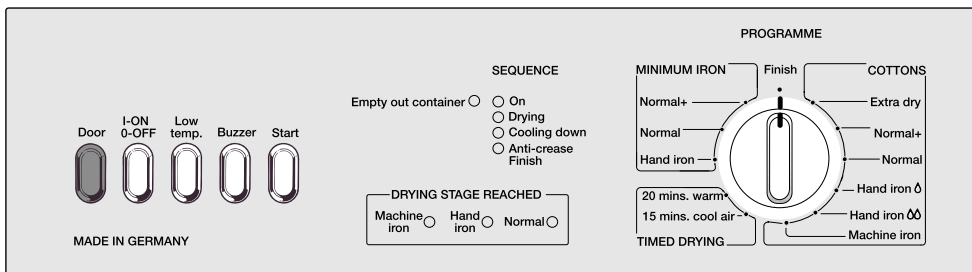 PROGRAMME
SEQUENCE
MINIMUM IRON
Finish
COTTONS
Empty out container
On
Drying
Cooling down
Anti-crease
Finish
Normal+
Normal
Hand iron
Extra dry
Normal+
Normal
Hand iron
Hand iron
Machine iron
20 mins. warm
15 mins. cool air
TIMED DRYING
Door
I-ON
0-OFF
Low
temp.
Buzzer
Start
DRYING STAGE REACHED
Machine
iron
Hand
iron
Normal
MADE IN GERMANY